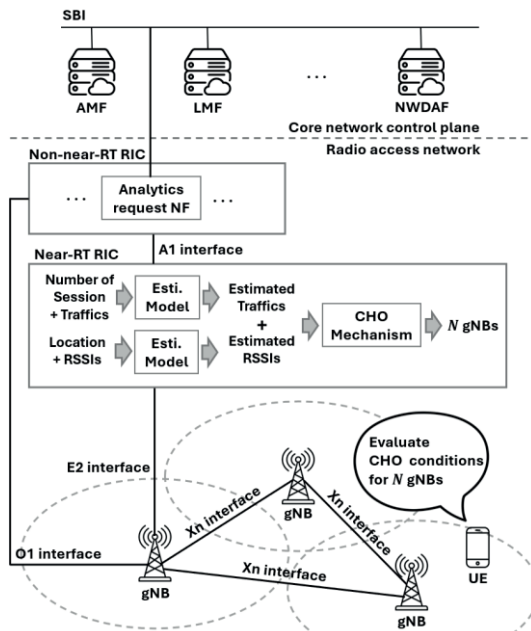 SBI
AMF
LMF
...
NWDAF
Core network control plane
Radio access network
Non-near-RT RIC
...
Analytics
request NF
...
A1 interface
Near-RT RIC
Number of
Session
+ Traffics
Esti.
Model
Estimated
Traffics
+
Estimated
RSSIs
Location
+ RSSIs
Esti.
Model
CHO
Mechanism
N gNBs
E2 interface
O1 interface
Evaluate
CHO conditions
for N gNBs
Xn interface
gNB
Xn interface
gNB
Xn interface
gNB
UE